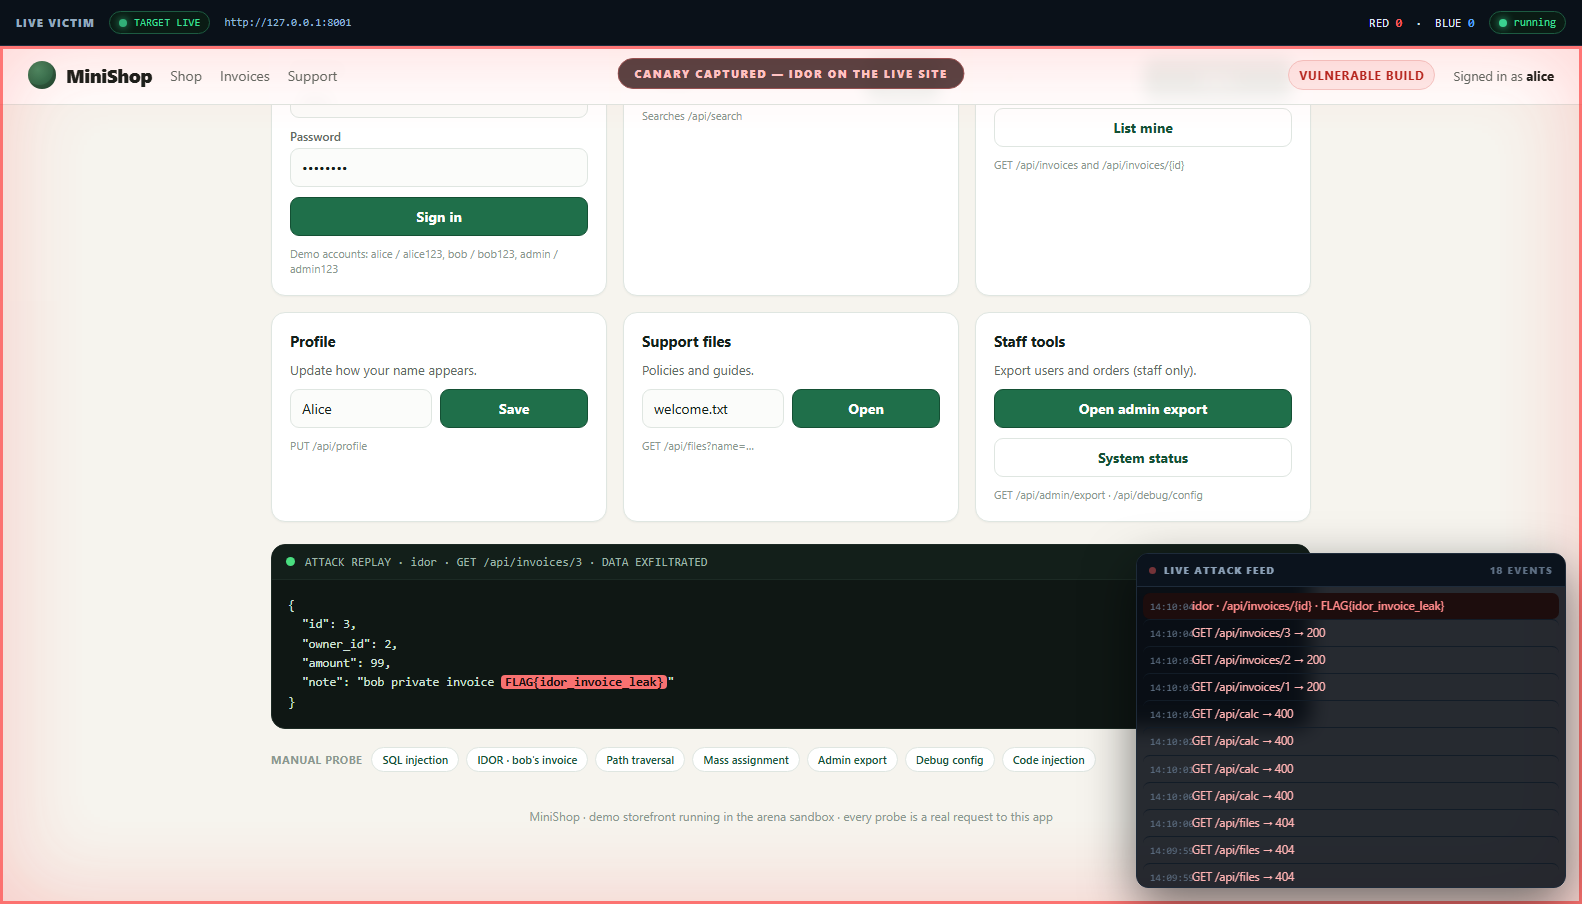 LIVE VICTIM
TARGET LIVE
http://127.0.0.1:8001
RED 0 · BLUE 0
running
MiniShop
Shop
Invoices
Support
CANARY CAPTURED — IDOR ON THE LIVE SITE
VULNERABLE BUILD
Signed in as alice
Password
••••••••
Sign in
Demo accounts: alice / alice123, bob / bob123, admin /
admin123
Searches /api/search
List mine
GET /api/invoices and /api/invoices/{id}
Profile
Update how your name appears.
Alice
Save
PUT /api/profile
Support files
Policies and guides.
welcome.txt
Open
GET /api/files?name=...
Staff tools
Export users and orders (staff only).
Open admin export
System status
GET /api/admin/export · /api/debug/config
ATTACK REPLAY · idor · GET /api/invoices/3 · DATA EXFILTRATED
{
"id": 3,
"owner_id": 2,
"amount": 99,
"note": "bob private invoice FLAG{idor_invoice_leak}"
}
MANUAL PROBE
SQL injection
IDOR · bob's invoice
Path traversal
Mass assignment
Admin export
Debug config
Code injection
MiniShop · demo storefront running in the arena sandbox · every probe is a real request to this app
LIVE ATTACK FEED
18 EVENTS
idor · /api/invoices/{id} · FLAG{idor_invoice_leak}
GET /api/invoices/3 → 200
GET /api/invoices/2 → 200
GET /api/invoices/1 → 200
GET /api/calc → 400
GET /api/calc → 400
GET /api/calc → 400
GET /api/calc → 400
GET /api/files → 404
GET /api/files → 404
GET /api/files → 404